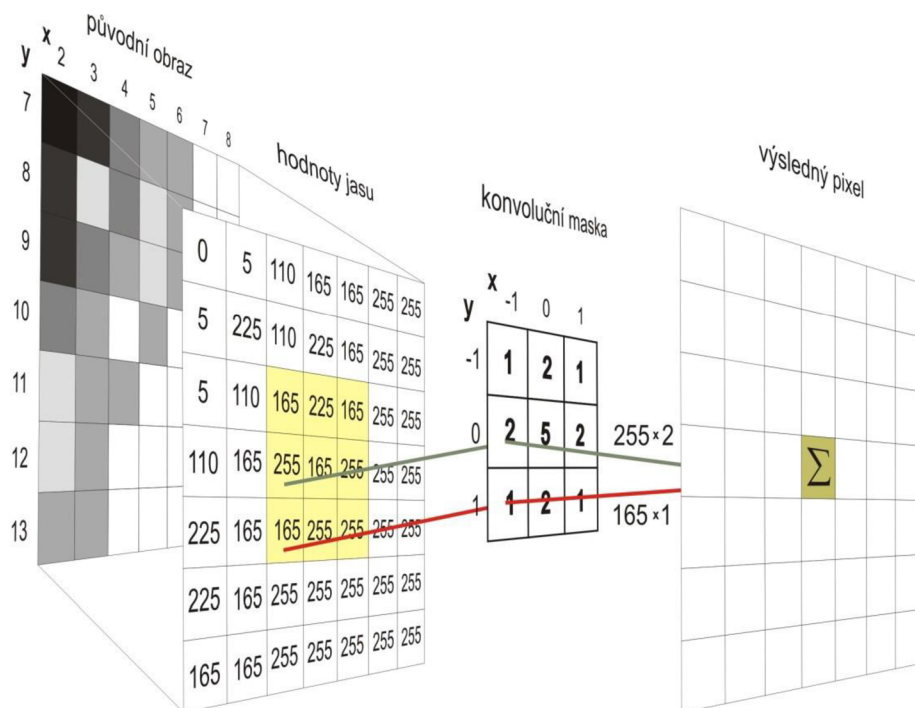 původní obraz
x
y
2 3 4 5 6 7 8
7
8
9
10
11
12
13
hodnoty jasu
0 5 110 165 165 255 255
5 225 110 225 165 255 255
5 110 165 225 165 255 255
110 165 255 165 255 255 255
225 165 165 255 255 255 255
225 165 255 255 255 255 255
165 165 255 255 255 255 255
konvoluční maska
x
y
-1 0 1
-1 1 2 1
0 2 5 2
1 1 2 1
255×2
165×1
výsledný pixel
Σ